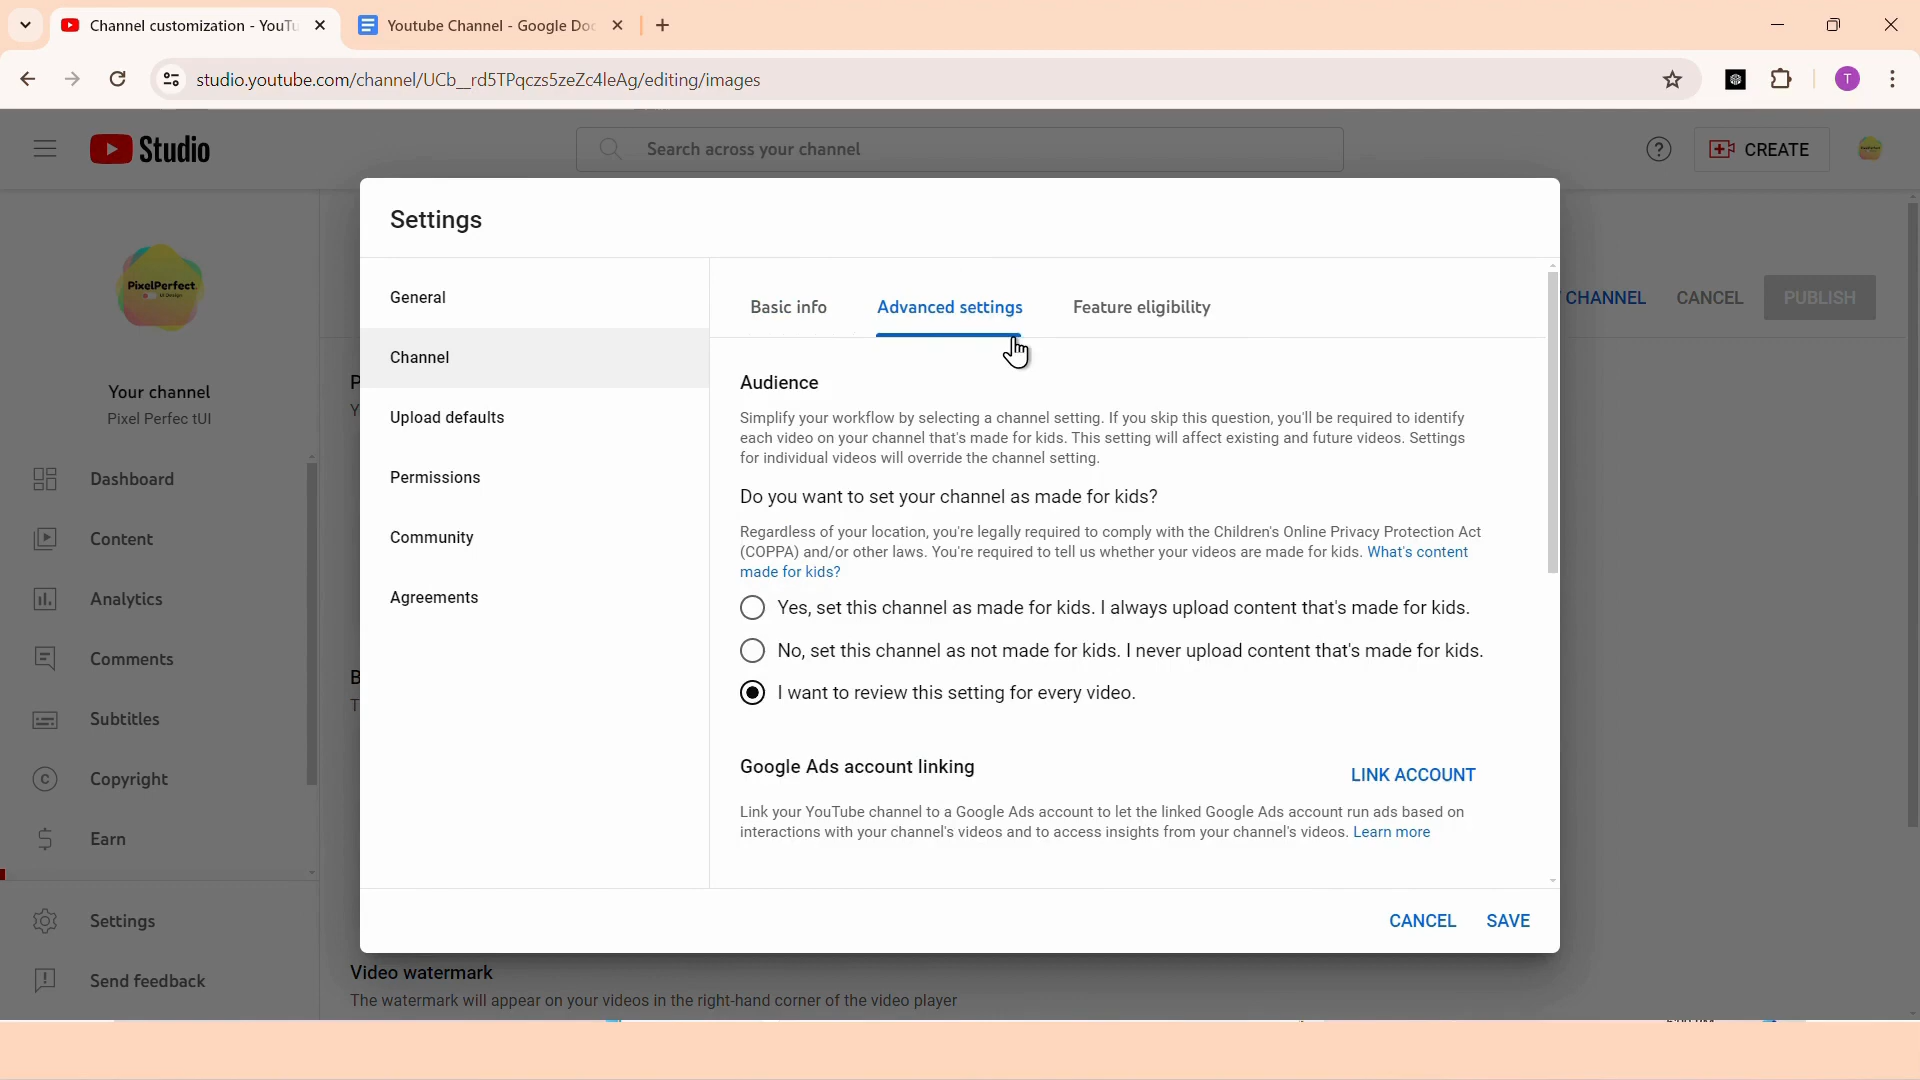 Channel customization - YouTu
Youtube Channel - Google Doc
studio.youtube.com/channel/UCb__rd5TPqczs5zeZc4leAg/editing/images
T
Studio
Search across your channel
CREATE
Settings
PixelPerfect
UI Design
Your channel
Pixel Perfec tUI
Dashboard
Content
Analytics
Comments
Subtitles
Copyright
Earn
Settings
Send feedback
General
Channel
Upload defaults
Permissions
Community
Agreements
Basic info
Advanced settings
Feature eligibility
CHANNEL
CANCEL
PUBLISH
Audience
Simplify your workflow by selecting a channel setting. If you skip this question, you'll be required to identify
each video on your channel that's made for kids. This setting will affect existing and future videos. Settings
for individual videos will override the channel setting.
Do you want to set your channel as made for kids?
Regardless of your location, you're legally required to comply with the Children's Online Privacy Protection Act
(COPPA) and/or other laws. You're required to tell us whether your videos are made for kids. What's content
made for kids?
Yes, set this channel as made for kids. I always upload content that's made for kids.
No, set this channel as not made for kids. I never upload content that's made for kids.
I want to review this setting for every video.
Google Ads account linking
LINK ACCOUNT
Link your YouTube channel to a Google Ads account to let the linked Google Ads account run ads based on
interactions with your channel's videos and to access insights from your channel's videos. Learn more
CANCEL
SAVE
Video watermark
The watermark will appear on your videos in the right-hand corner of the video player